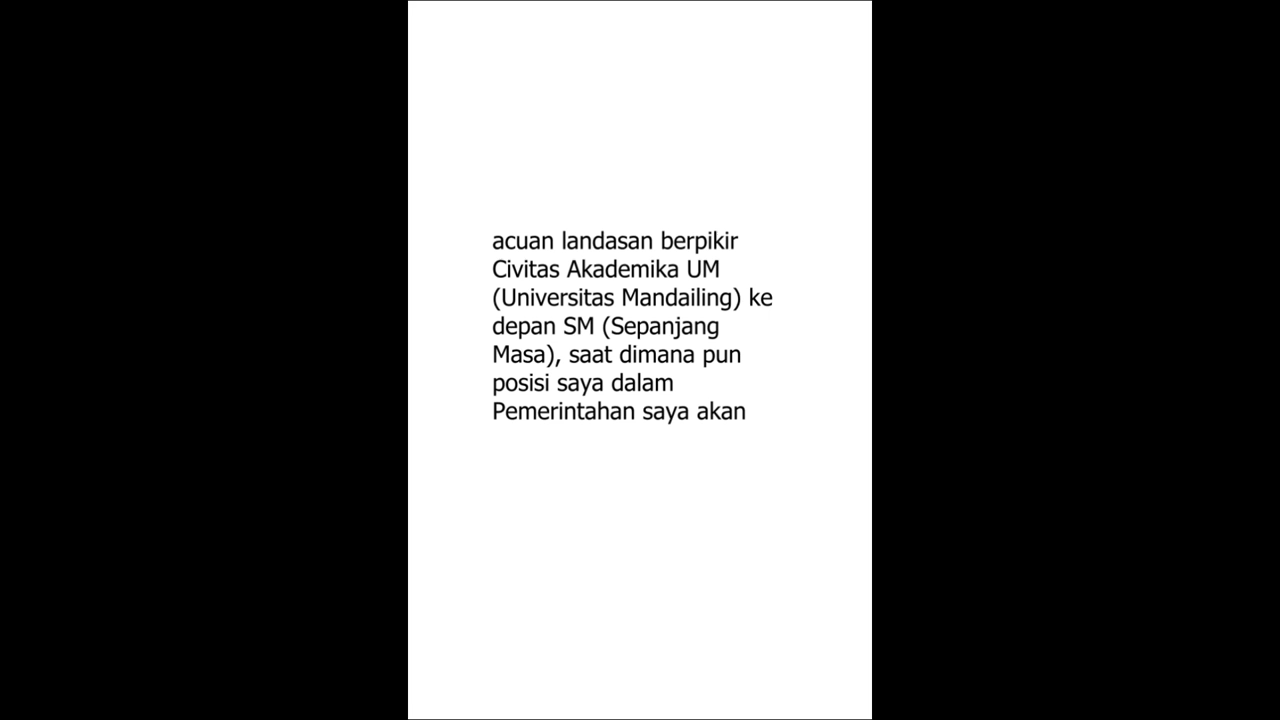 acuan landasan berpikir
Civitas Akademika UM
(Universitas Mandailing) ke
depan SM (Sepanjang
Masa), saat dimana pun
posisi saya dalam
Pemerintahan saya akan